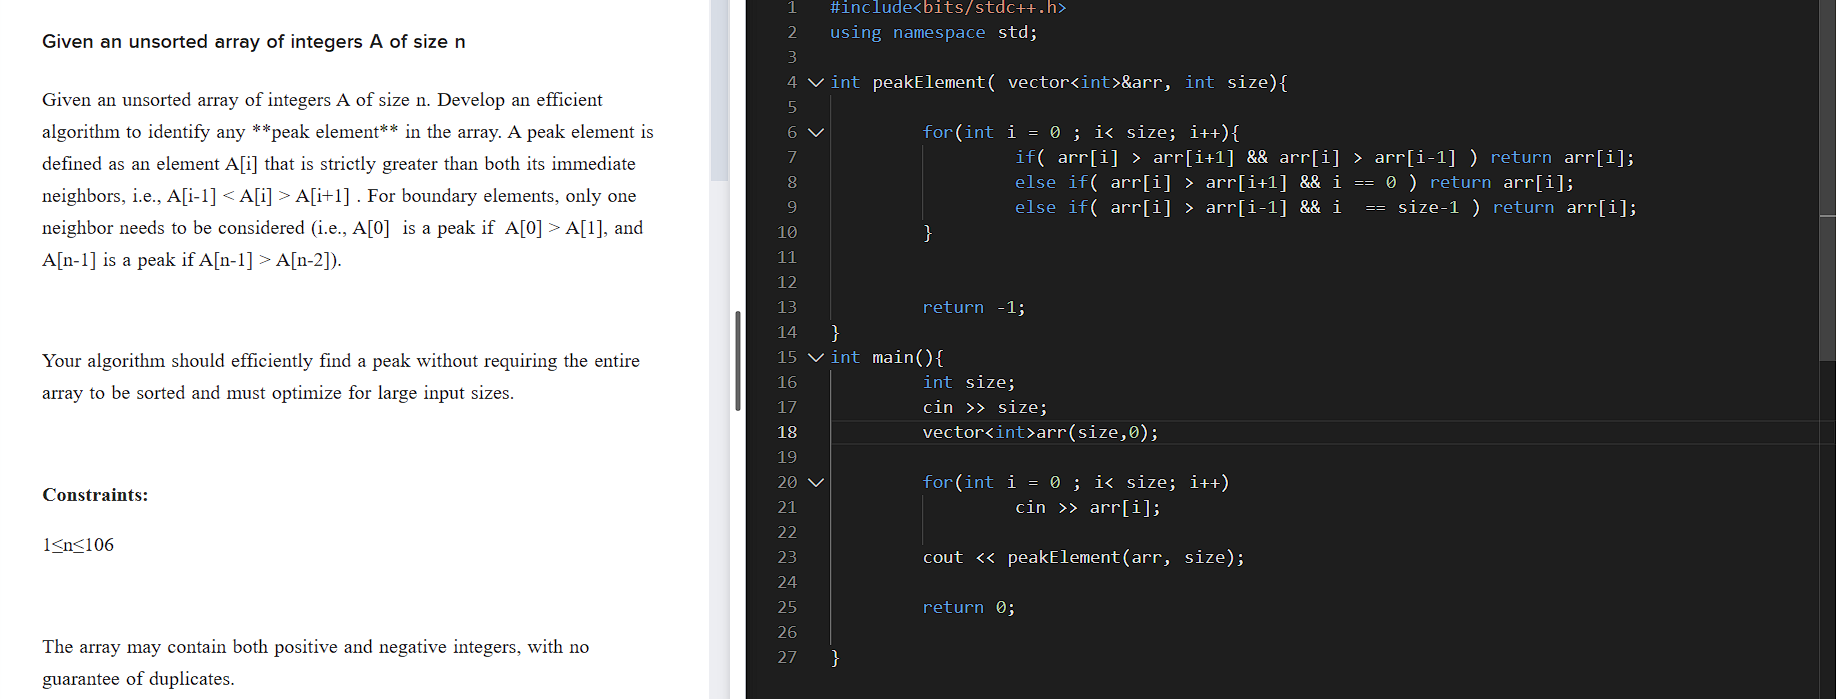 Given an unsorted array of integers A of size n
Given an unsorted array of integers A of size n. Develop an efficient
algorithm to identify any **peak element** in the array. A peak element is
defined as an element A[i] that is strictly greater than both its immediate
neighbors, i.e., A[i-1] < A[i] > A[i+1] . For boundary elements, only one
neighbor needs to be considered (i.e., A[0] is a peak if A[0] > A[1], and
A[n-1] is a peak if A[n-1] > A[n-2]).
Your algorithm should efficiently find a peak without requiring the entire
array to be sorted and must optimize for large input sizes.
Constraints:
1≤n≤106
The array may contain both positive and negative integers, with no
guarantee of duplicates.
1 #include<bits/stdc++.h>
2 using namespace std;
3
4 int peakElement( vector<int>&arr, int size){
5
6 for(int i = 0 ; i< size; i++){
7 if( arr[i] > arr[i+1] && arr[i] > arr[i-1] ) return arr[i];
8 else if( arr[i] > arr[i+1] && i == 0 ) return arr[i];
9 else if( arr[i] > arr[i-1] && i == size-1 ) return arr[i];
10 }
11
12
13 return -1;
14 }
15 int main(){
16 int size;
17 cin >> size;
18 vector<int>arr(size,0);
19
20 for(int i = 0 ; i< size; i++)
21 cin >> arr[i];
22
23 cout << peakElement(arr, size);
24
25 return 0;
26
27 }